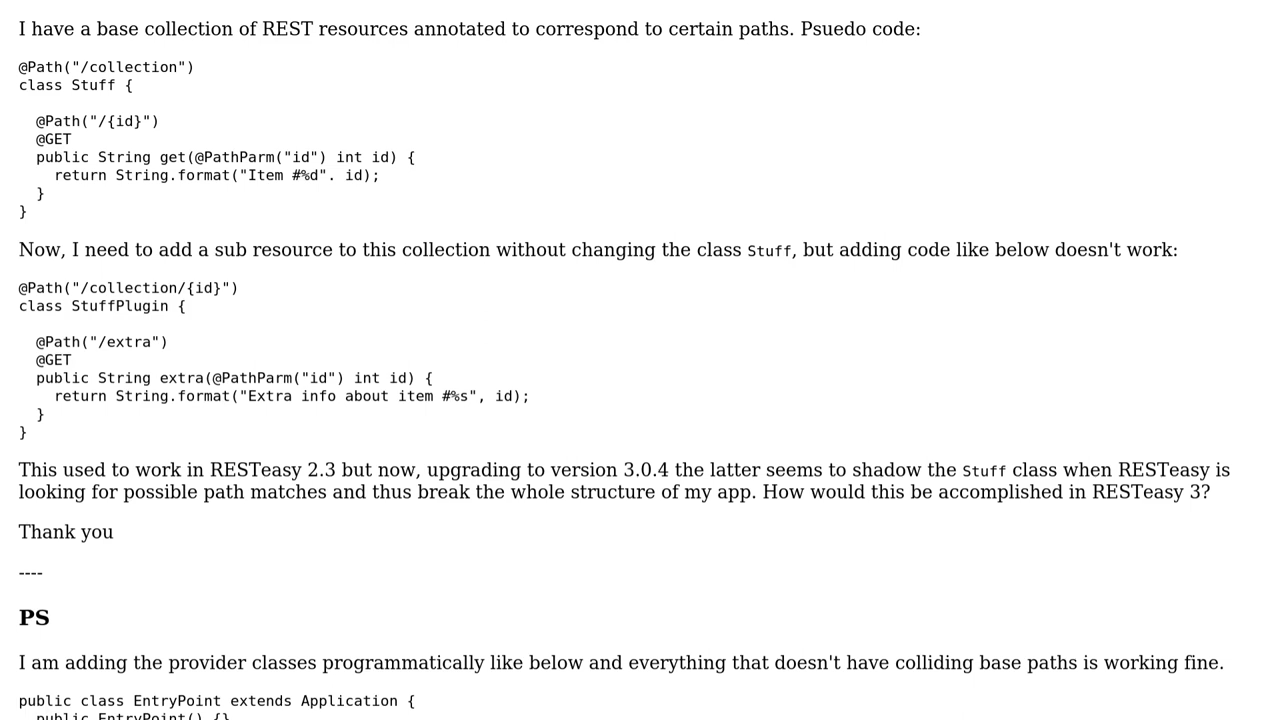 I have a base collection of REST resources annotated to correspond to certain paths. Psuedo code:
@Path("/collection")
class Stuff {
@Path("/{id}")
@GET
public String get(@PathParm("id") int id) {
return String.format("Item #%d". id);
}
}
Now, I need to add a sub resource to this collection without changing the class Stuff, but adding code like below doesn't work:
@Path("/collection/{id}")
class StuffPlugin {
@Path("/extra")
@GET
public String extra(@PathParm("id") int id) {
return String.format("Extra info about item #%s", id);
}
}
This used to work in RESTeasy 2.3 but now, upgrading to version 3.0.4 the latter seems to shadow the Stuff class when RESTeasy is
looking for possible path matches and thus break the whole structure of my app. How would this be accomplished in RESTeasy 3?
Thank you
----
PS
I am adding the provider classes programmatically like below and everything that doesn't have colliding base paths is working fine.
public class EntryPoint extends Application {
public EntryPoint() {}